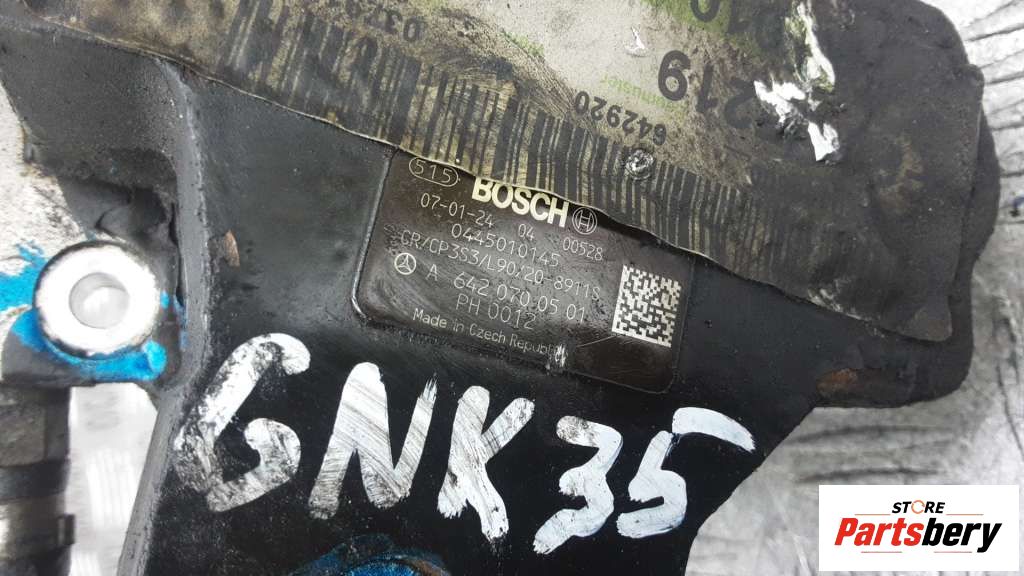 219
642920
515
BOSCH
07-01-24 04 00528
0445010145
CR/CP3S3/L90/20-8911S
A 642 070 05 01
PH 0012
Made in Czech Republic
GNK35
STORE
Partsbery